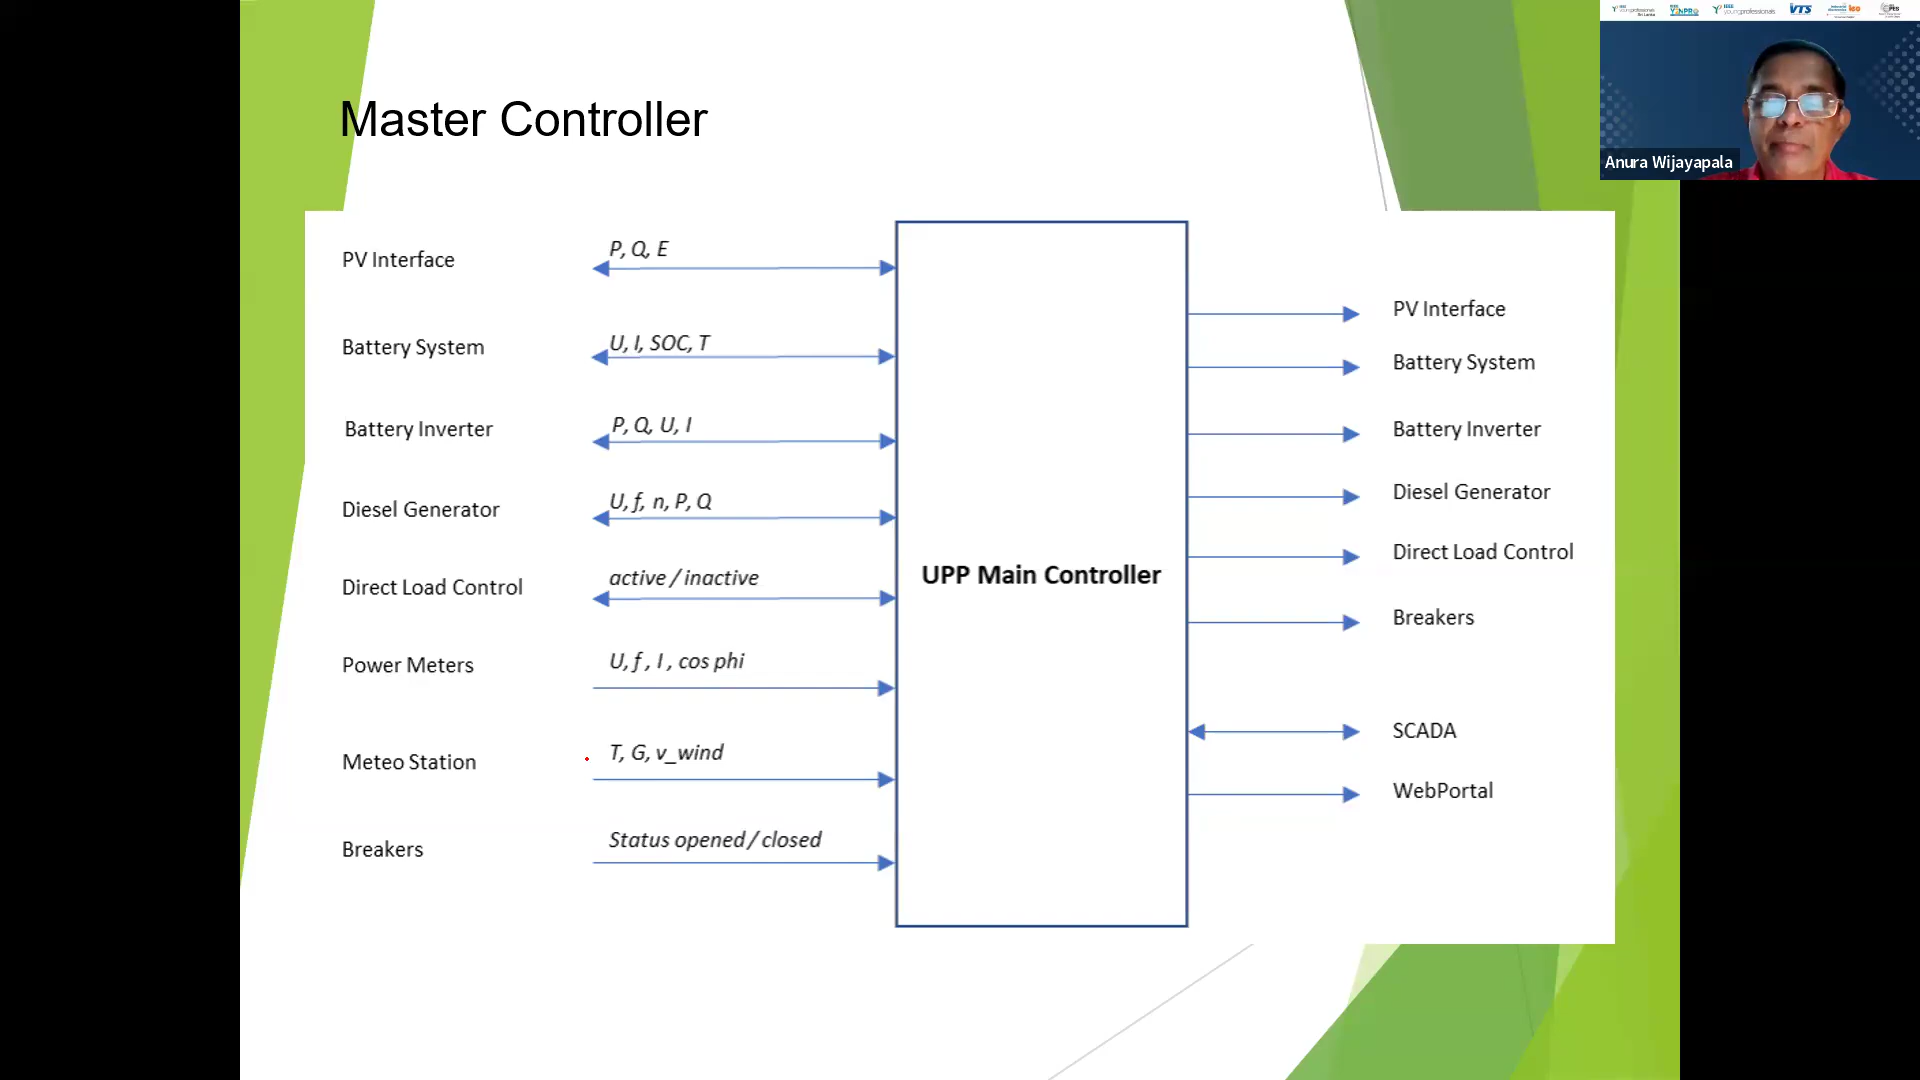 Master Controller
PV Interface
P, Q, E
Battery System
U, I, SOC, T
Battery Inverter
P, Q, U, I
Diesel Generator
U, f, n, P, Q
Direct Load Control
active / inactive
Power Meters
U, f , I , cos phi
Meteo Station
T, G, v_wind
Breakers
Status opened / closed
UPP Main Controller
PV Interface
Battery System
Battery Inverter
Diesel Generator
Direct Load Control
Breakers
SCADA
WebPortal
VTS
Anura Wijayapala